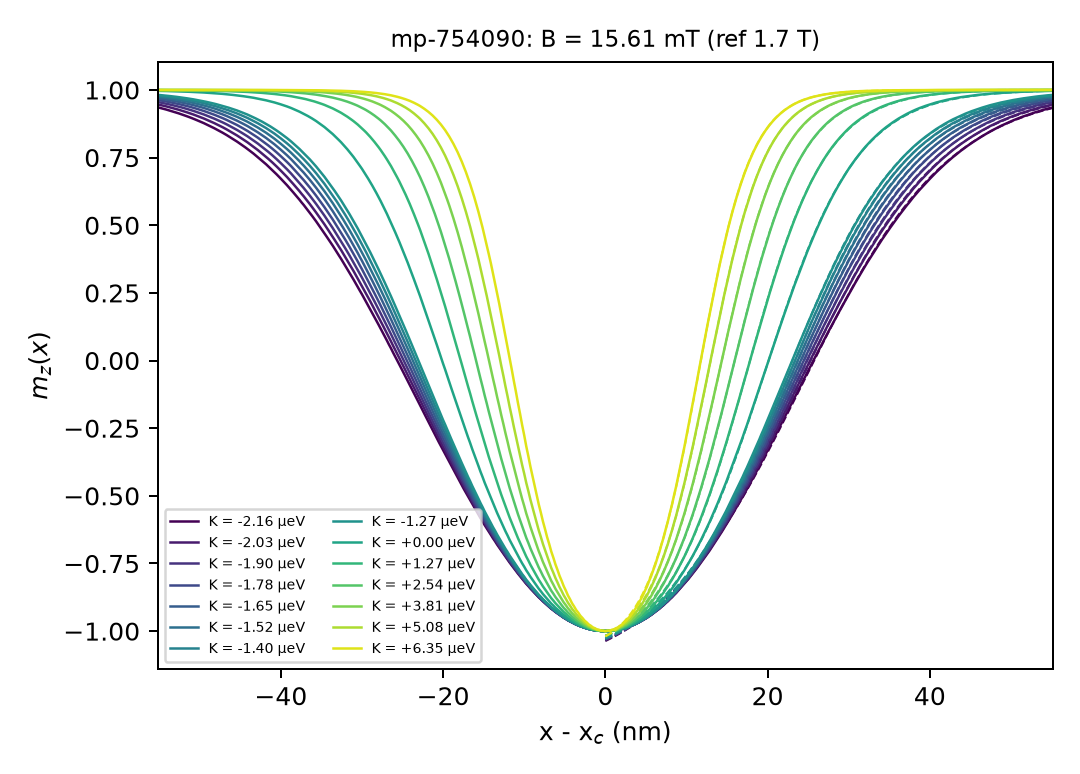 mp-754090: B = 15.61 mT (ref 1.7 T)
1.00
0.75
0.50
0.25
0.00
−0.25
−0.50
−0.75
−1.00
m_z(x)
K = -2.16 µeV
K = -2.03 µeV
K = -1.90 µeV
K = -1.78 µeV
K = -1.65 µeV
K = -1.52 µeV
K = -1.40 µeV
K = -1.27 µeV
K = +0.00 µeV
K = +1.27 µeV
K = +2.54 µeV
K = +3.81 µeV
K = +5.08 µeV
K = +6.35 µeV
−40 −20 0 20 40
x - x_c (nm)